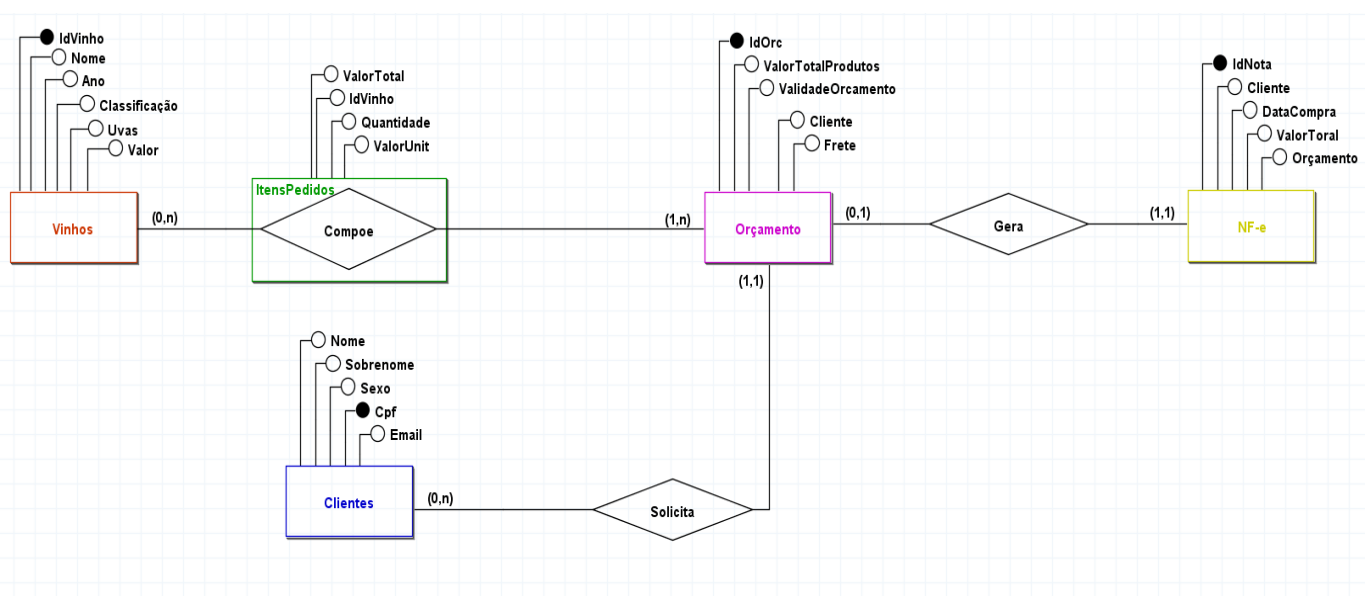 IdVinho
Nome
Ano
Classificação
Uvas
Valor
Vinhos
(0,n)
ValorTotal
IdVinho
Quantidade
ValorUnit
ItensPedidos
Compoe
(1,n)
IdOrc
ValorTotalProdutos
ValidadeOrcamento
Cliente
Frete
Orçamento
(0,1)
Gera
(1,1)
IdNota
Cliente
DataCompra
ValorToral
Orçamento
NF-e
(1,1)
Nome
Sobrenome
Sexo
Cpf
Email
Clientes
(0,n)
Solicita